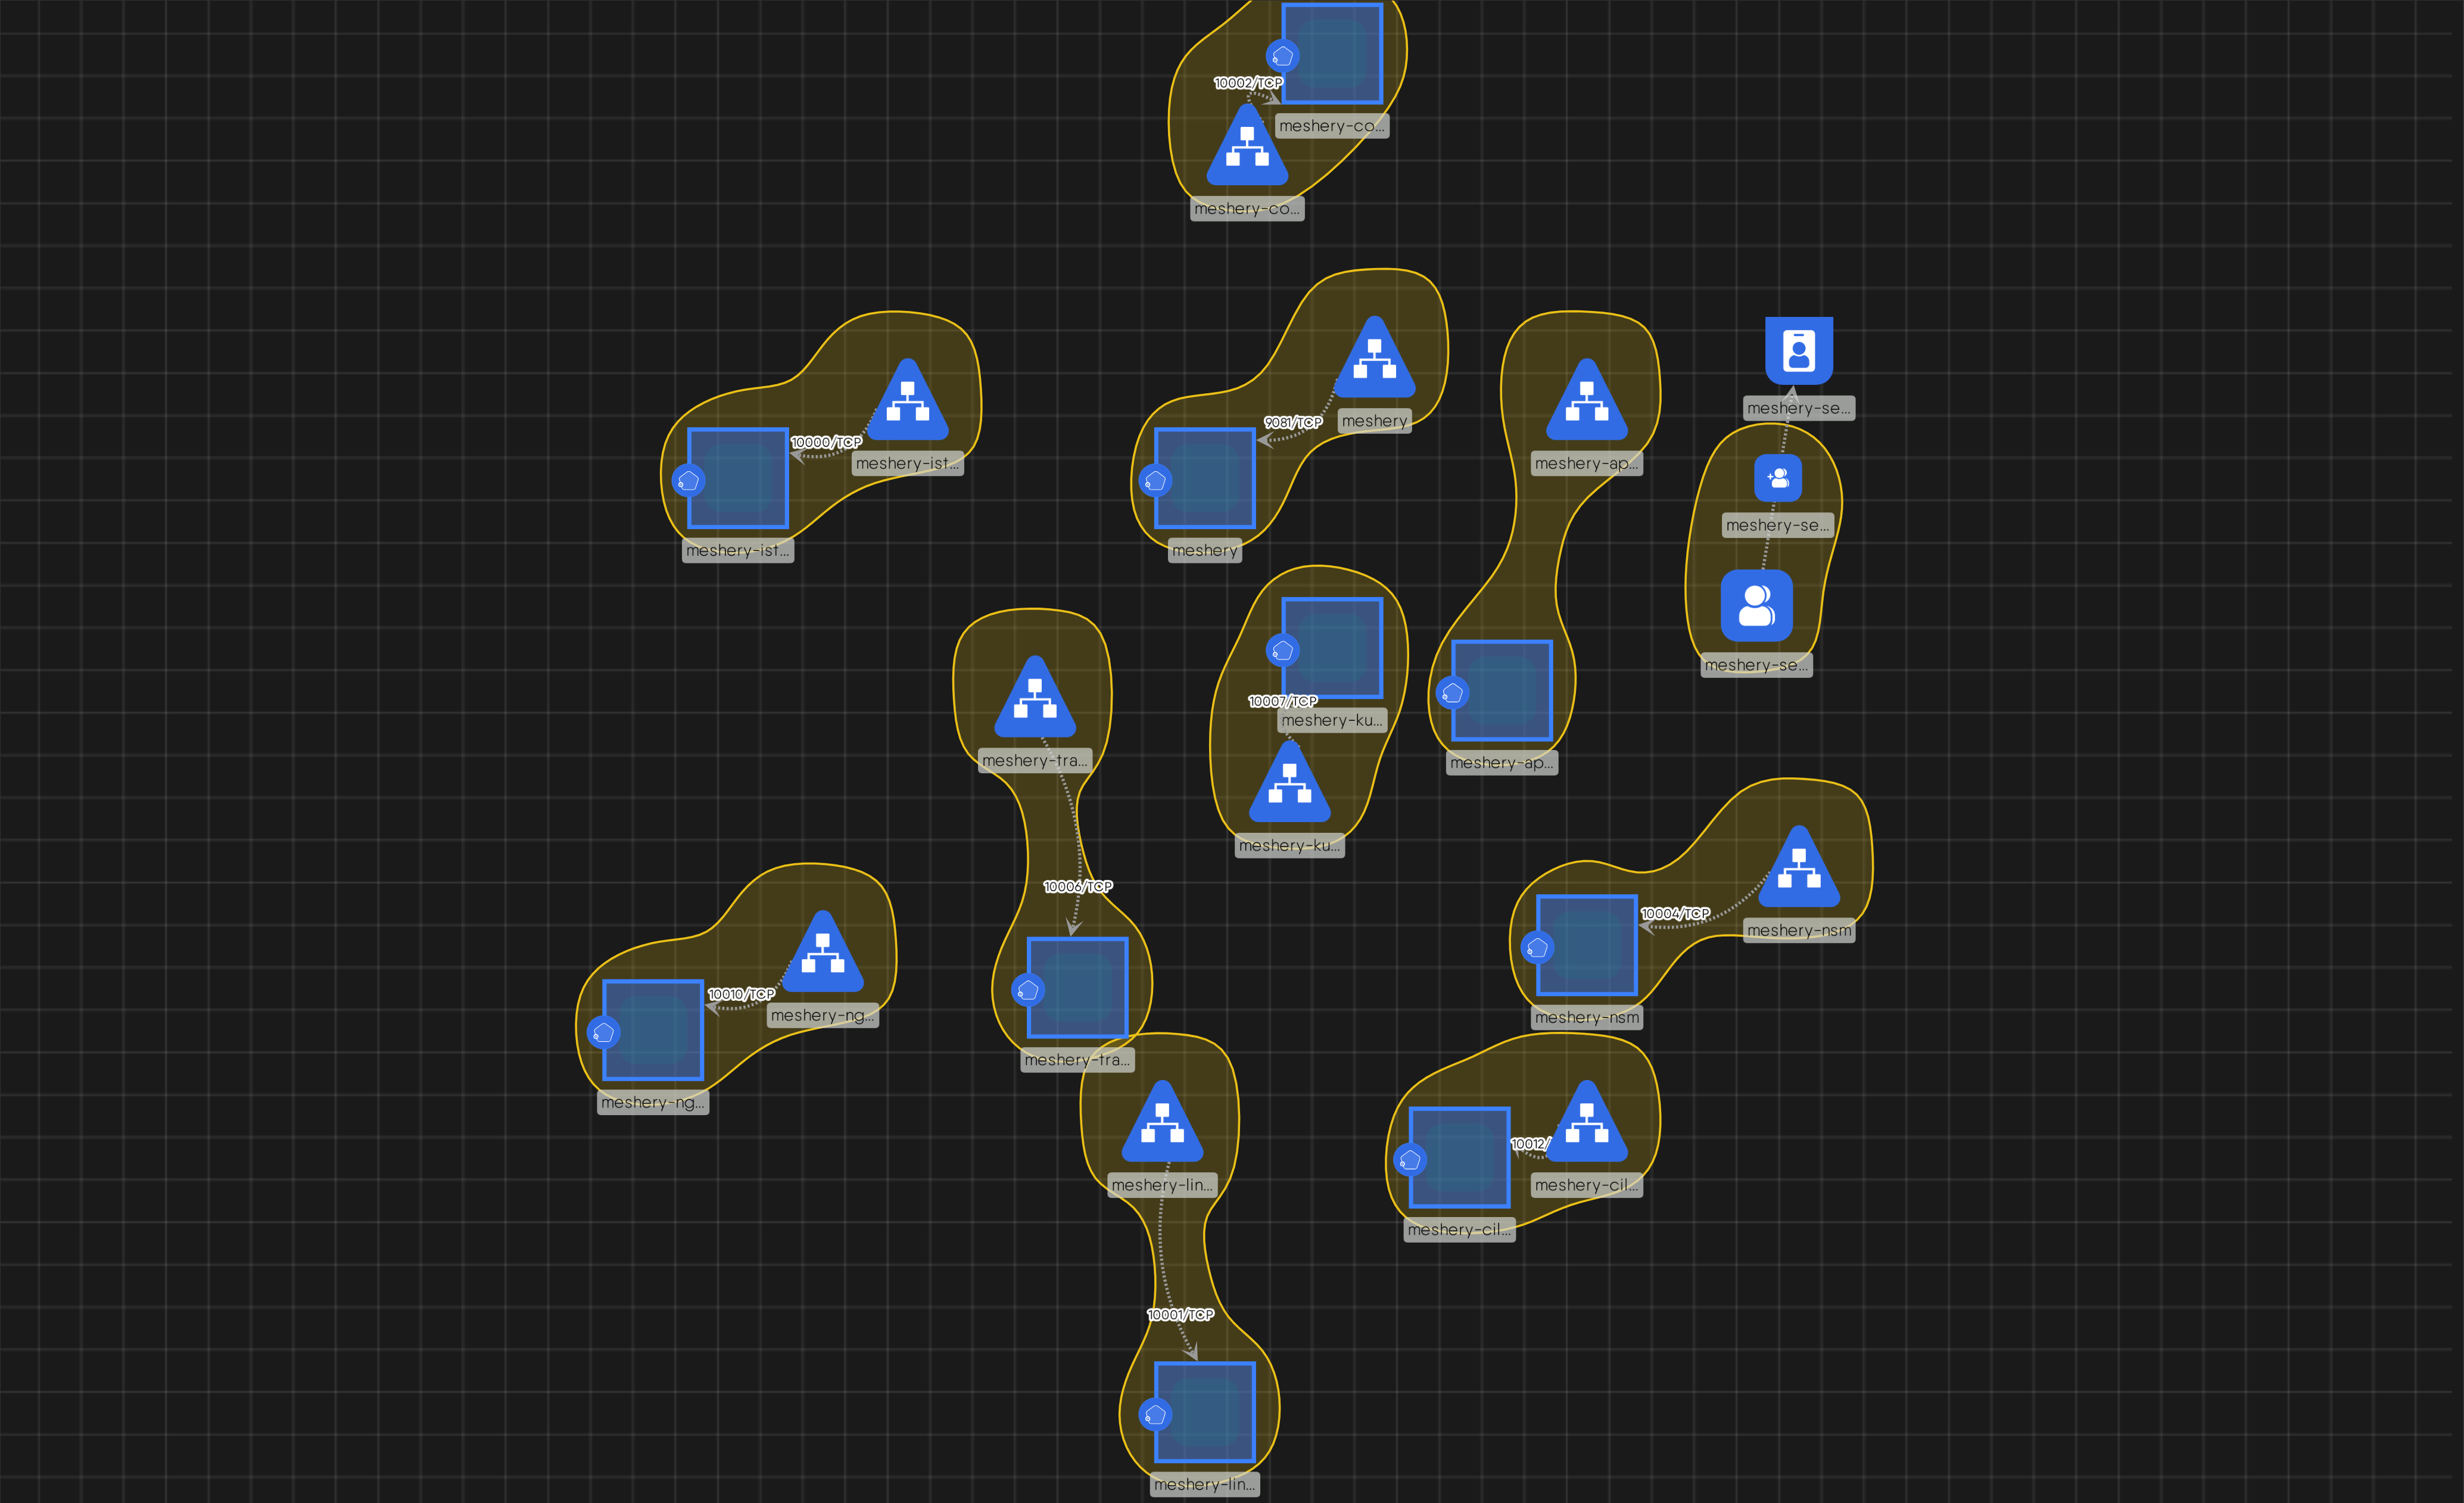 10002/TCP
meshery-co...
meshery-co...
meshery-se...
9081/TCP
meshery
10000/TCP
meshery-ist...
meshery-ap...
meshery-se...
meshery-ist...
meshery
meshery-se...
10007/TCP
meshery-ku...
meshery-tra...
meshery-ap...
meshery-ku...
10006/TCP
10004/TCP
meshery-nsm
10010/TCP
meshery-ng...
meshery-nsm
meshery-tra...
meshery-ng...
10012/
meshery-lin...
meshery-cil...
meshery-cil...
10001/TCP
meshery-lin...